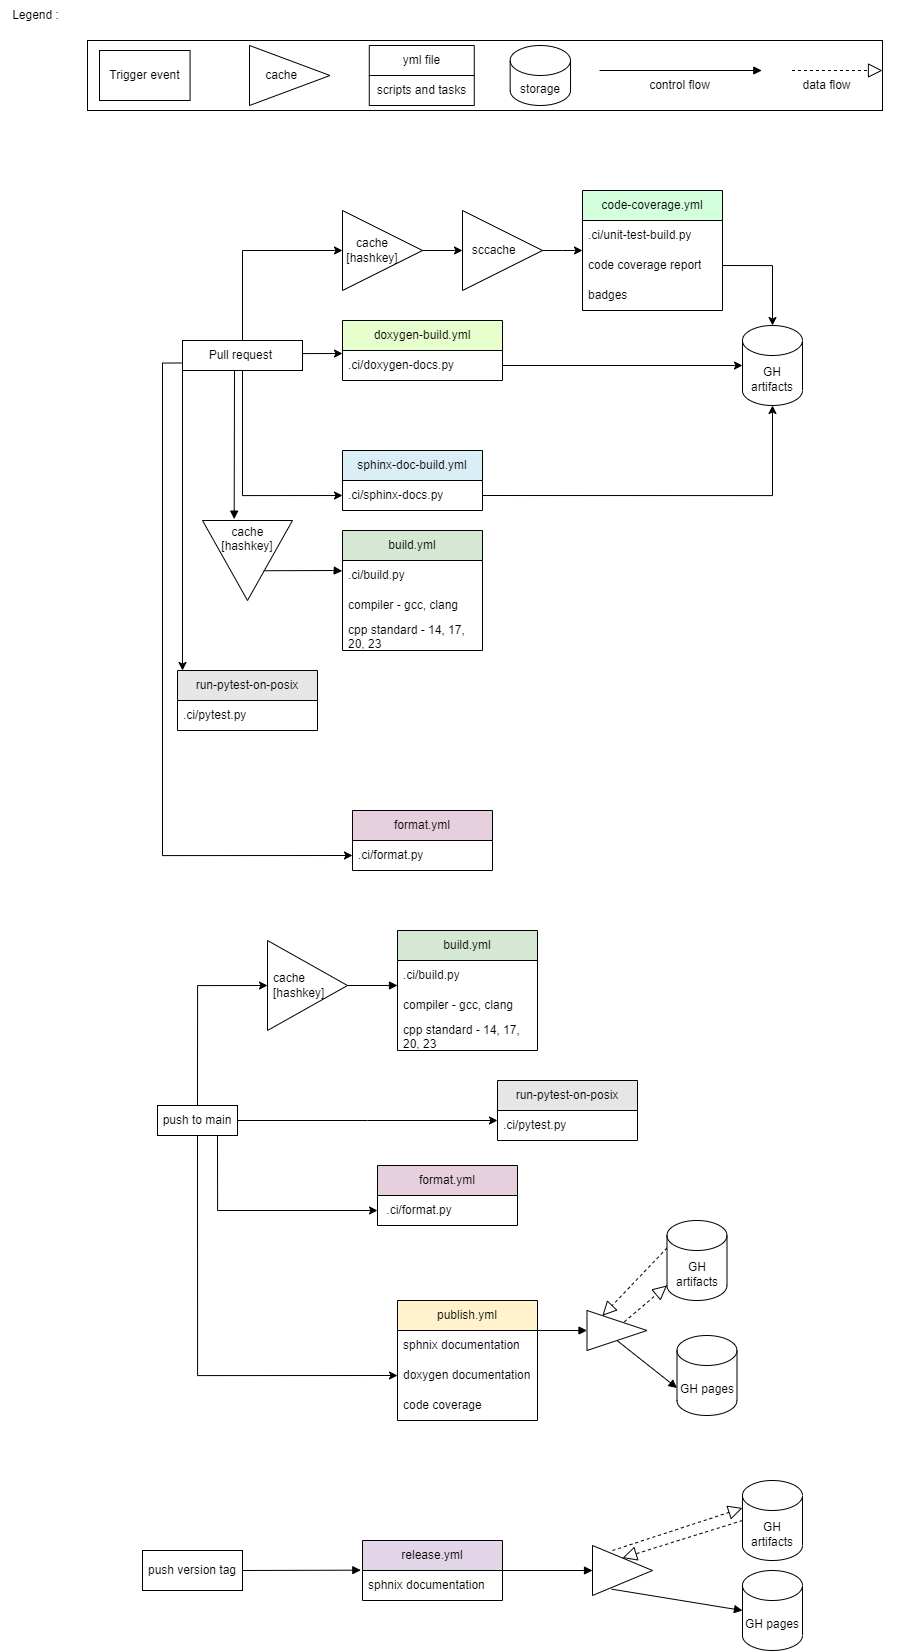 Legend :
Trigger event
cache
yml file
scripts and tasks
storage
control flow
data flow
cache
[hashkey]
sccache
code-coverage.yml
.ci/unit-test-build.py
code coverage report
badges
Pull request
doxygen-build.yml
.ci/doxygen-docs.py
GH
artifacts
sphinx-doc-build.yml
.ci/sphinx-docs.py
cache
[hashkey]
build.yml
.ci/build.py
compiler - gcc, clang
cpp standard - 14, 17,
20, 23
run-pytest-on-posix
.ci/pytest.py
format.yml
.ci/format.py
cache
[hashkey]
build.yml
.ci/build.py
compiler - gcc, clang
cpp standard - 14, 17,
20, 23
push to main
run-pytest-on-posix
.ci/pytest.py
format.yml
.ci/format.py
publish.yml
sphnix documentation
doxygen documentation
code coverage
GH
artifacts
GH pages
push version tag
release.yml
sphnix documentation
GH
artifacts
GH pages